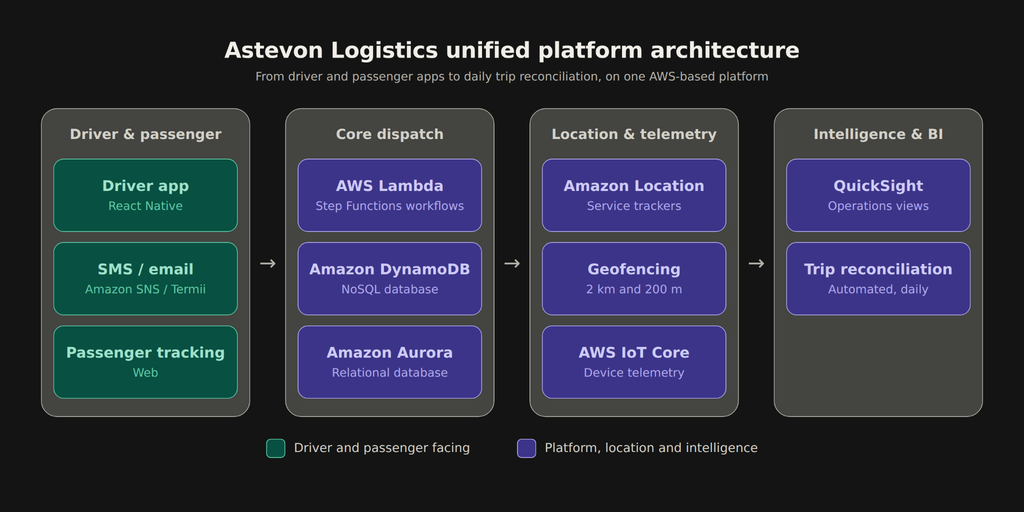 Astevon Logistics unified platform architecture
From driver and passenger apps to daily trip reconciliation, on one AWS-based platform
Driver & passenger
Driver app
React Native
SMS / email
Amazon SNS / Termii
Passenger tracking
Web
→
Core dispatch
AWS Lambda
Step Functions workflows
Amazon DynamoDB
NoSQL database
Amazon Aurora
Relational database
→
Location & telemetry
Amazon Location
Service trackers
Geofencing
2 km and 200 m
AWS IoT Core
Device telemetry
→
Intelligence & BI
QuickSight
Operations views
Trip reconciliation
Automated, daily
Driver and passenger facing
Platform, location and intelligence